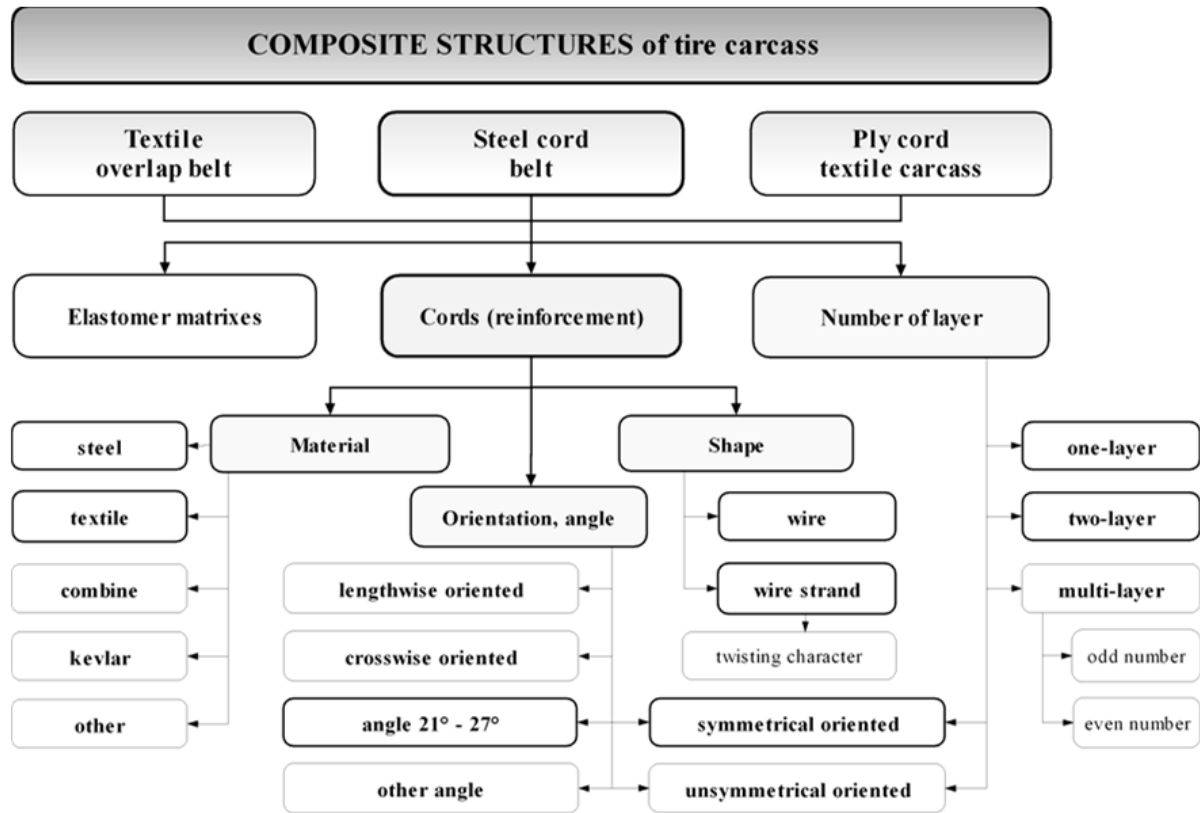 COMPOSITE STRUCTURES of tire carcass
Textile
overlap belt
Steel cord
belt
Ply cord
textile carcass
Elastomer matrixes
Cords (reinforcement)
Number of layer
Material
Shape
Orientation, angle
steel
textile
combine
kevlar
other
lengthwise oriented
crosswise oriented
angle 21° - 27°
other angle
wire
wire strand
twisting character
symmetrical oriented
unsymmetrical oriented
one-layer
two-layer
multi-layer
odd number
even number